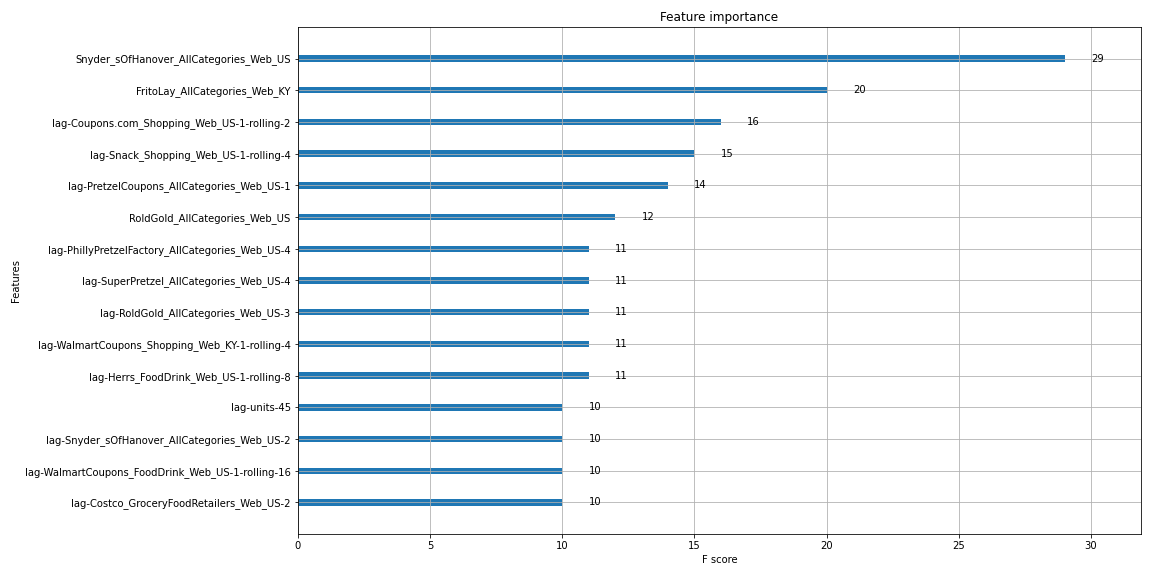 Feature importance
Snyder_sOfHanover_AllCategories_Web_US 29
FritoLay_AllCategories_Web_KY 20
lag-Coupons.com_Shopping_Web_US-1-rolling-2 16
lag-Snack_Shopping_Web_US-1-rolling-4 15
lag-PretzelCoupons_AllCategories_Web_US-1 14
RoldGold_AllCategories_Web_US 12
lag-PhillyPretzelFactory_AllCategories_Web_US-4 11
lag-SuperPretzel_AllCategories_Web_US-4 11
lag-RoldGold_AllCategories_Web_US-3 11
lag-WalmartCoupons_Shopping_Web_KY-1-rolling-4 11
lag-Herrs_FoodDrink_Web_US-1-rolling-8 11
lag-units-45 10
lag-Snyder_sOfHanover_AllCategories_Web_US-2 10
lag-WalmartCoupons_FoodDrink_Web_US-1-rolling-16 10
lag-Costco_GroceryFoodRetailers_Web_US-2 10
Features
0 5 10 15 20 25 30
F score